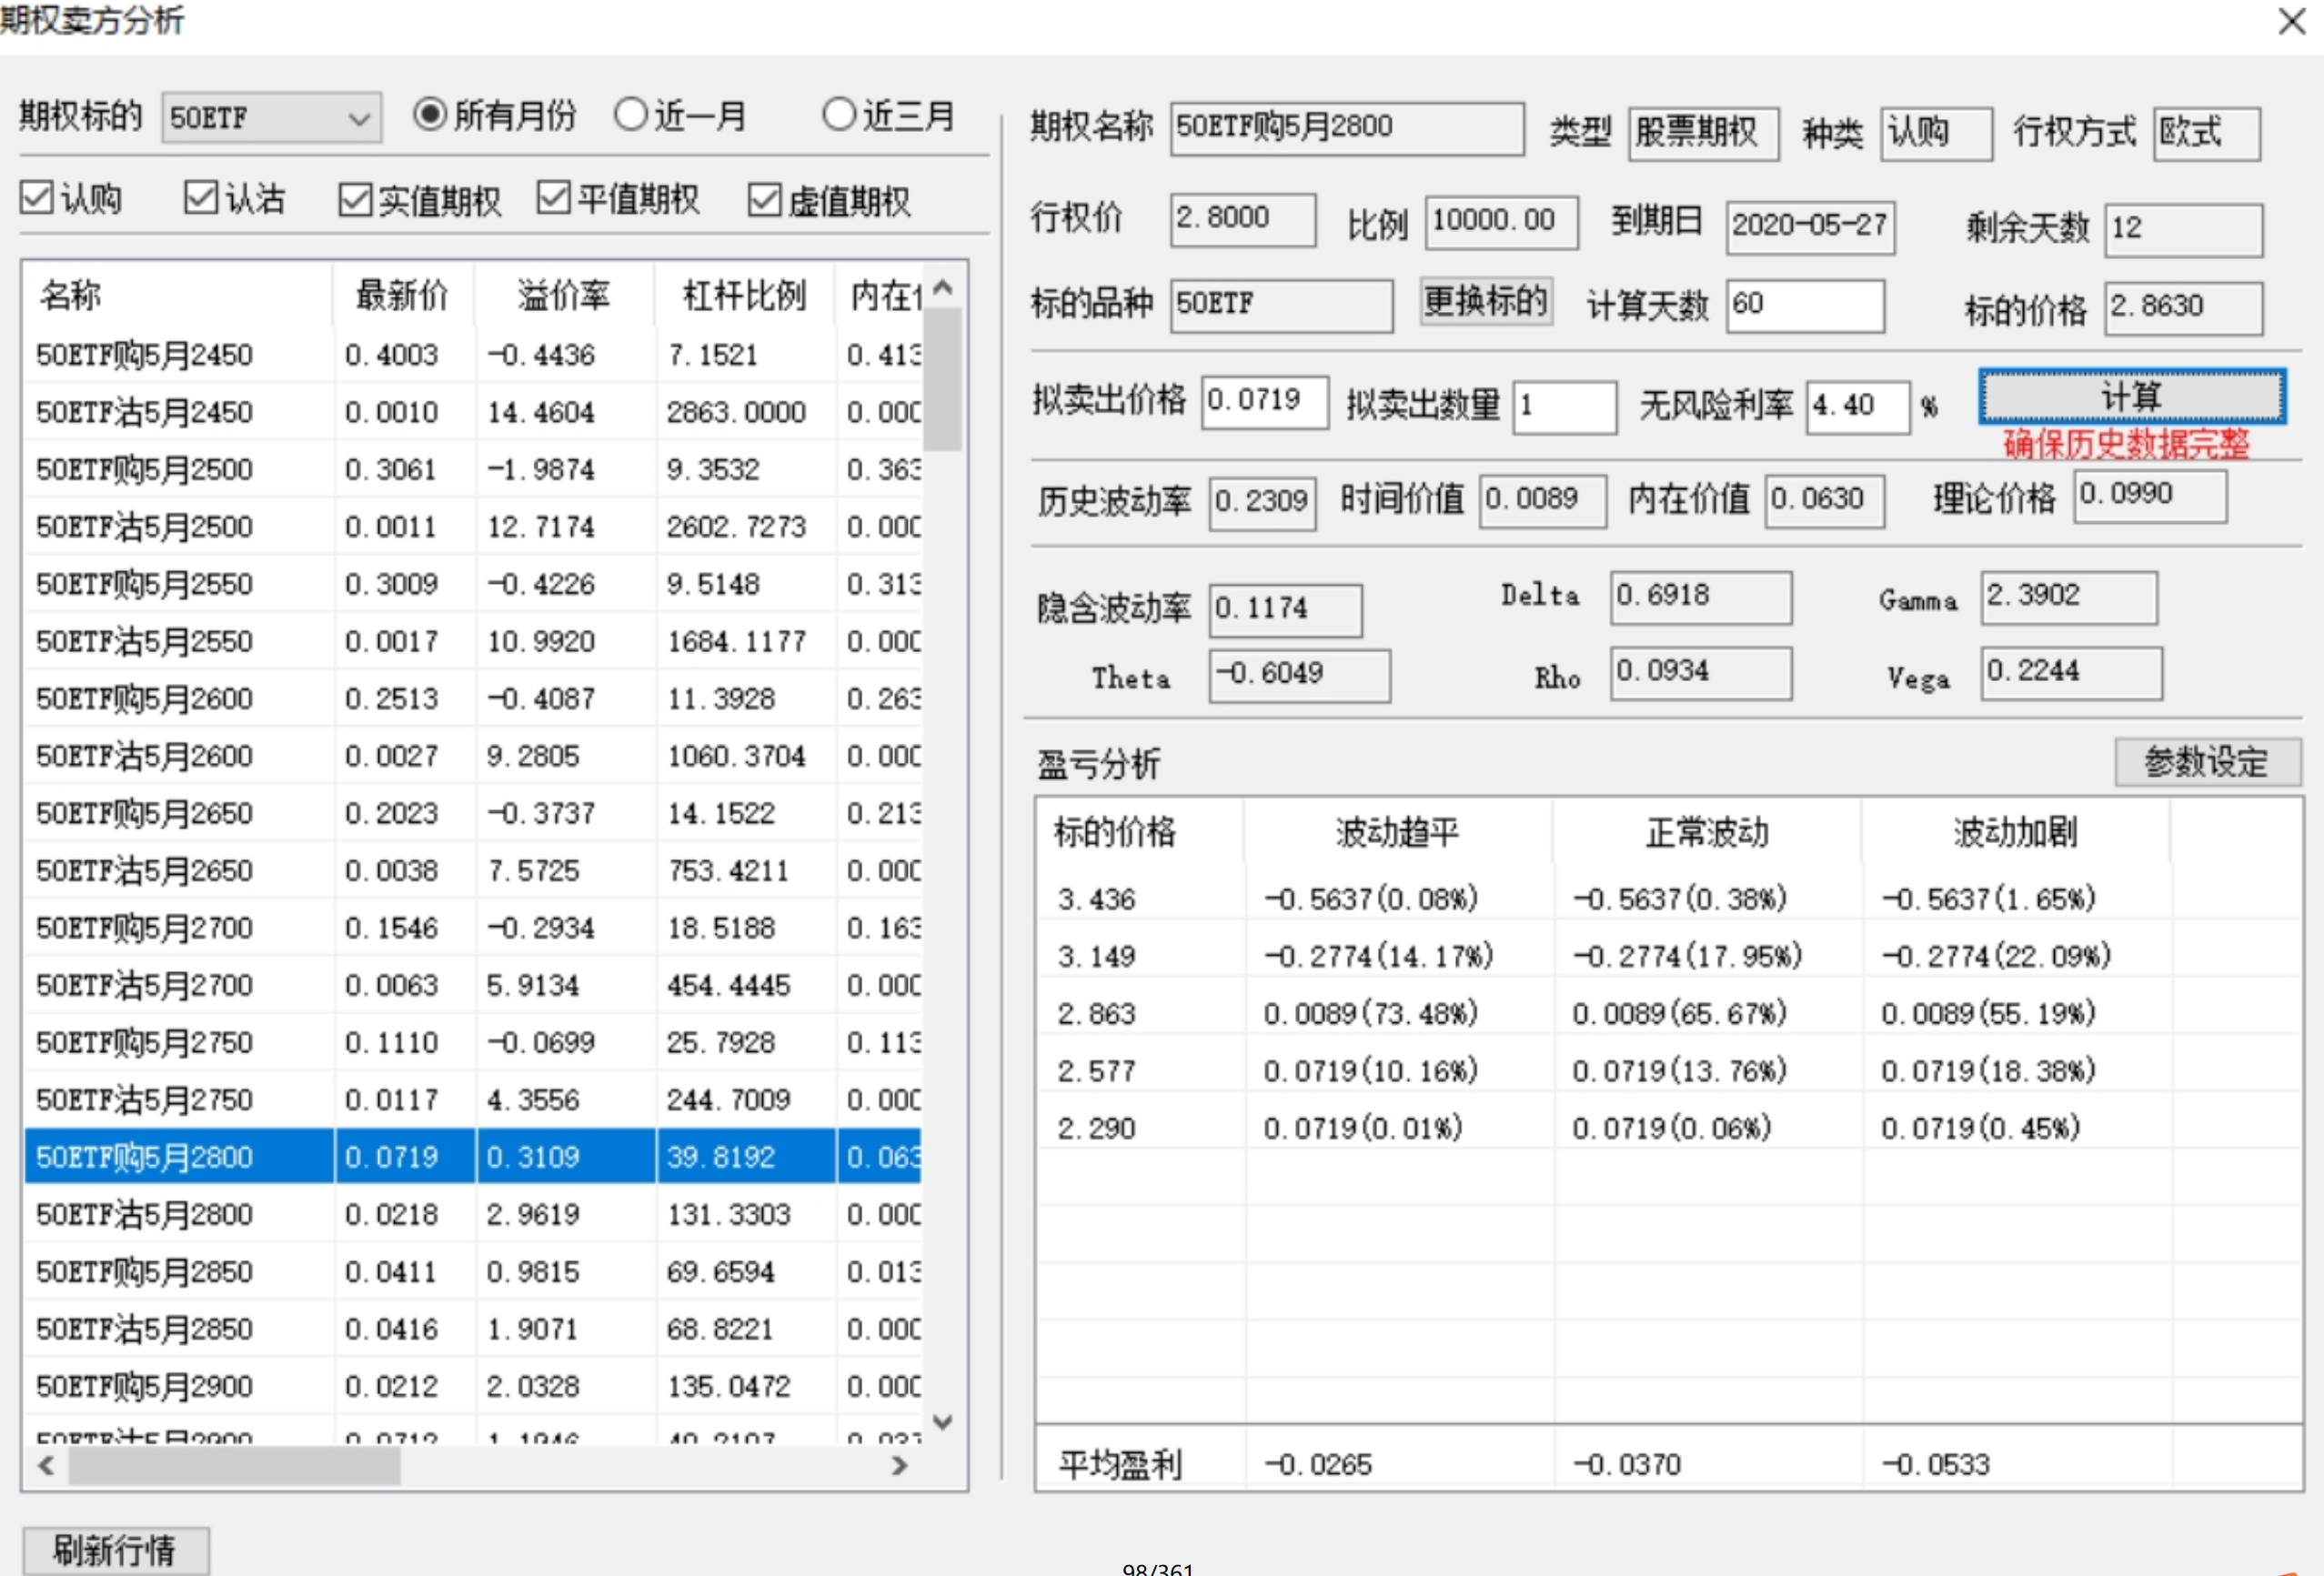 期权卖方分析
期权标的 50ETF 所有月份 近一月 近三月
认购 认沽 实值期权 平值期权 虚值期权
名称 最新价 溢价率 杠杆比例
50ETF购5月2450 0.4003 -0.4436 7.1521 0.413
50ETF沽5月2450 0.0010 14.4604 2863.0000 0.000
50ETF购5月2500 0.3061 -1.9874 9.3532 0.363
50ETF沽5月2500 0.0011 12.7174 2602.7273 0.000
50ETF购5月2550 0.3009 -0.4226 9.5148 0.313
50ETF沽5月2550 0.0017 10.9920 1684.1177 0.000
50ETF购5月2600 0.2513 -0.4087 11.3928 0.263
50ETF沽5月2600 0.0027 9.2805 1060.3704 0.000
50ETF购5月2650 0.2023 -0.3737 14.1522 0.213
50ETF沽5月2650 0.0038 7.5725 753.4211 0.000
50ETF购5月2700 0.1546 -0.2934 18.5188 0.163
50ETF沽5月2700 0.0063 5.9134 454.4445 0.000
50ETF购5月2750 0.1110 -0.0699 25.7928 0.113
50ETF沽5月2750 0.0117 4.3556 244.7009 0.000
50ETF购5月2800 0.0719 0.3109 39.8192 0.063
50ETF沽5月2800 0.0218 2.9619 131.3303 0.000
50ETF购5月2850 0.0411 0.9815 69.6594 0.013
50ETF沽5月2850 0.0416 1.9071 68.8221 0.000
50ETF购5月2900 0.0212 2.0328 135.0472 0.000
刷新行情
期权名称 50ETF购5月2800 类型 股票期权 种类 认购 行权方式 欧式
行权价 2.8000 比例 10000.00 到期日 2020-05-27 剩余天数 12
标的品种 50ETF 更换标的 计算天数 60 标的价格 2.8630
拟卖出价格 0.0719 拟卖出数量 1 无风险利率 4.40 % 计算
确保历史数据完整
历史波动率 0.2309 时间价值 0.0089 内在价值 0.0630 理论价格 0.0990
隐含波动率 0.1174 Delta 0.6918 Gamma 2.3902
Theta -0.6049 Rho 0.0934 Vega 0.2244
盈亏分析 参数设定
标的价格 波动趋平 正常波动 波动加剧
3.436 -0.5637(0.08%) -0.5637(0.38%) -0.5637(1.65%)
3.149 -0.2774(14.17%) -0.2774(17.95%) -0.2774(22.09%)
2.863 0.0089(73.48%) 0.0089(65.67%) 0.0089(55.19%)
2.577 0.0719(10.16%) 0.0719(13.76%) 0.0719(18.38%)
2.290 0.0719(0.01%) 0.0719(0.06%) 0.0719(0.45%)
平均盈利 -0.0265 -0.0370 -0.0533
98/361